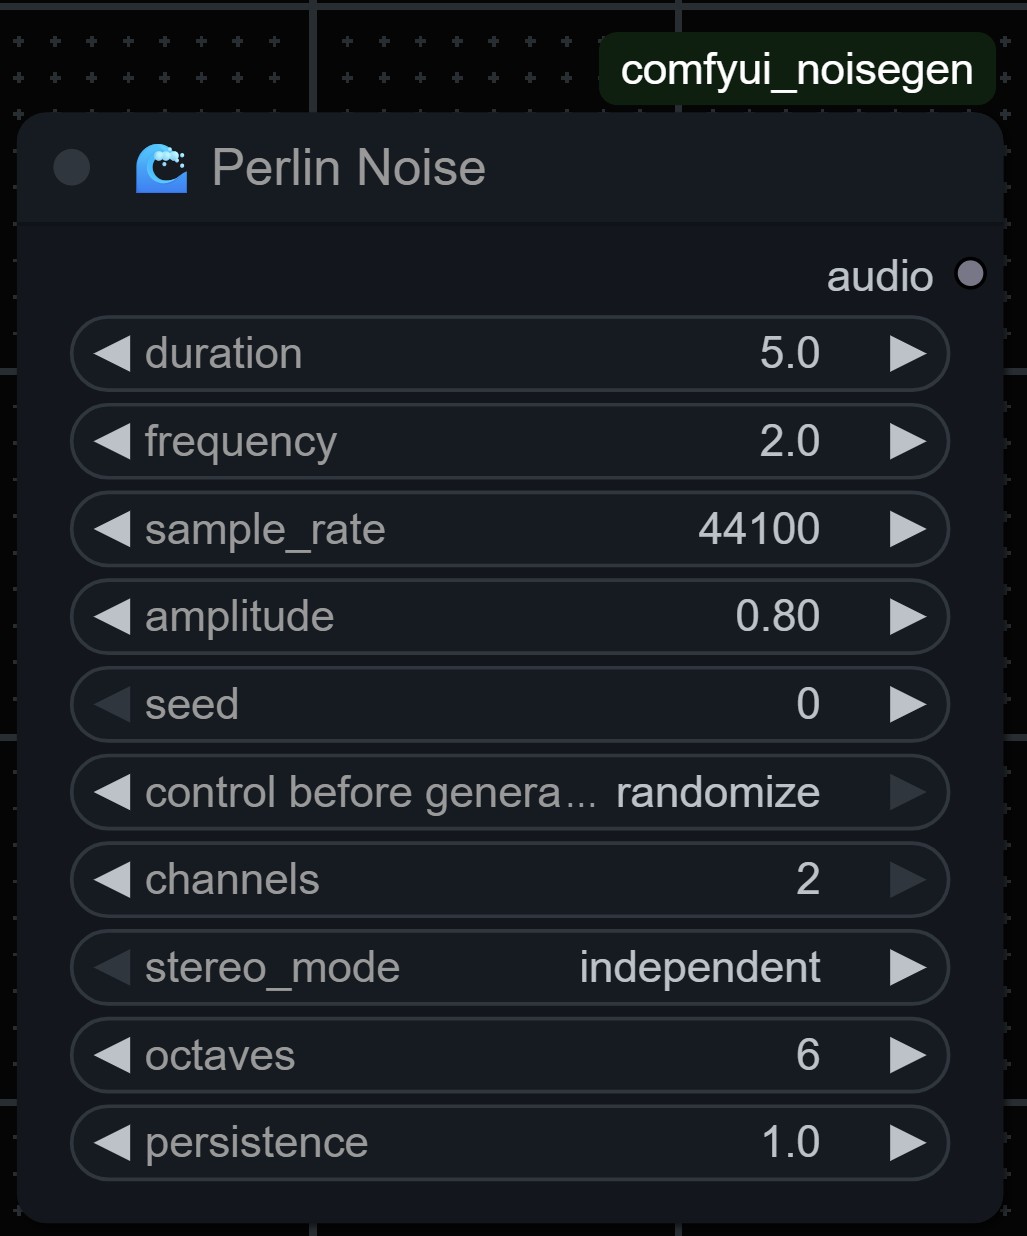 comfyui_noisegen
🌊 Perlin Noise
audio
duration 5.0
frequency 2.0
sample_rate 44100
amplitude 0.80
seed 0
control before genera... randomize
channels 2
stereo_mode independent
octaves 6
persistence 1.0